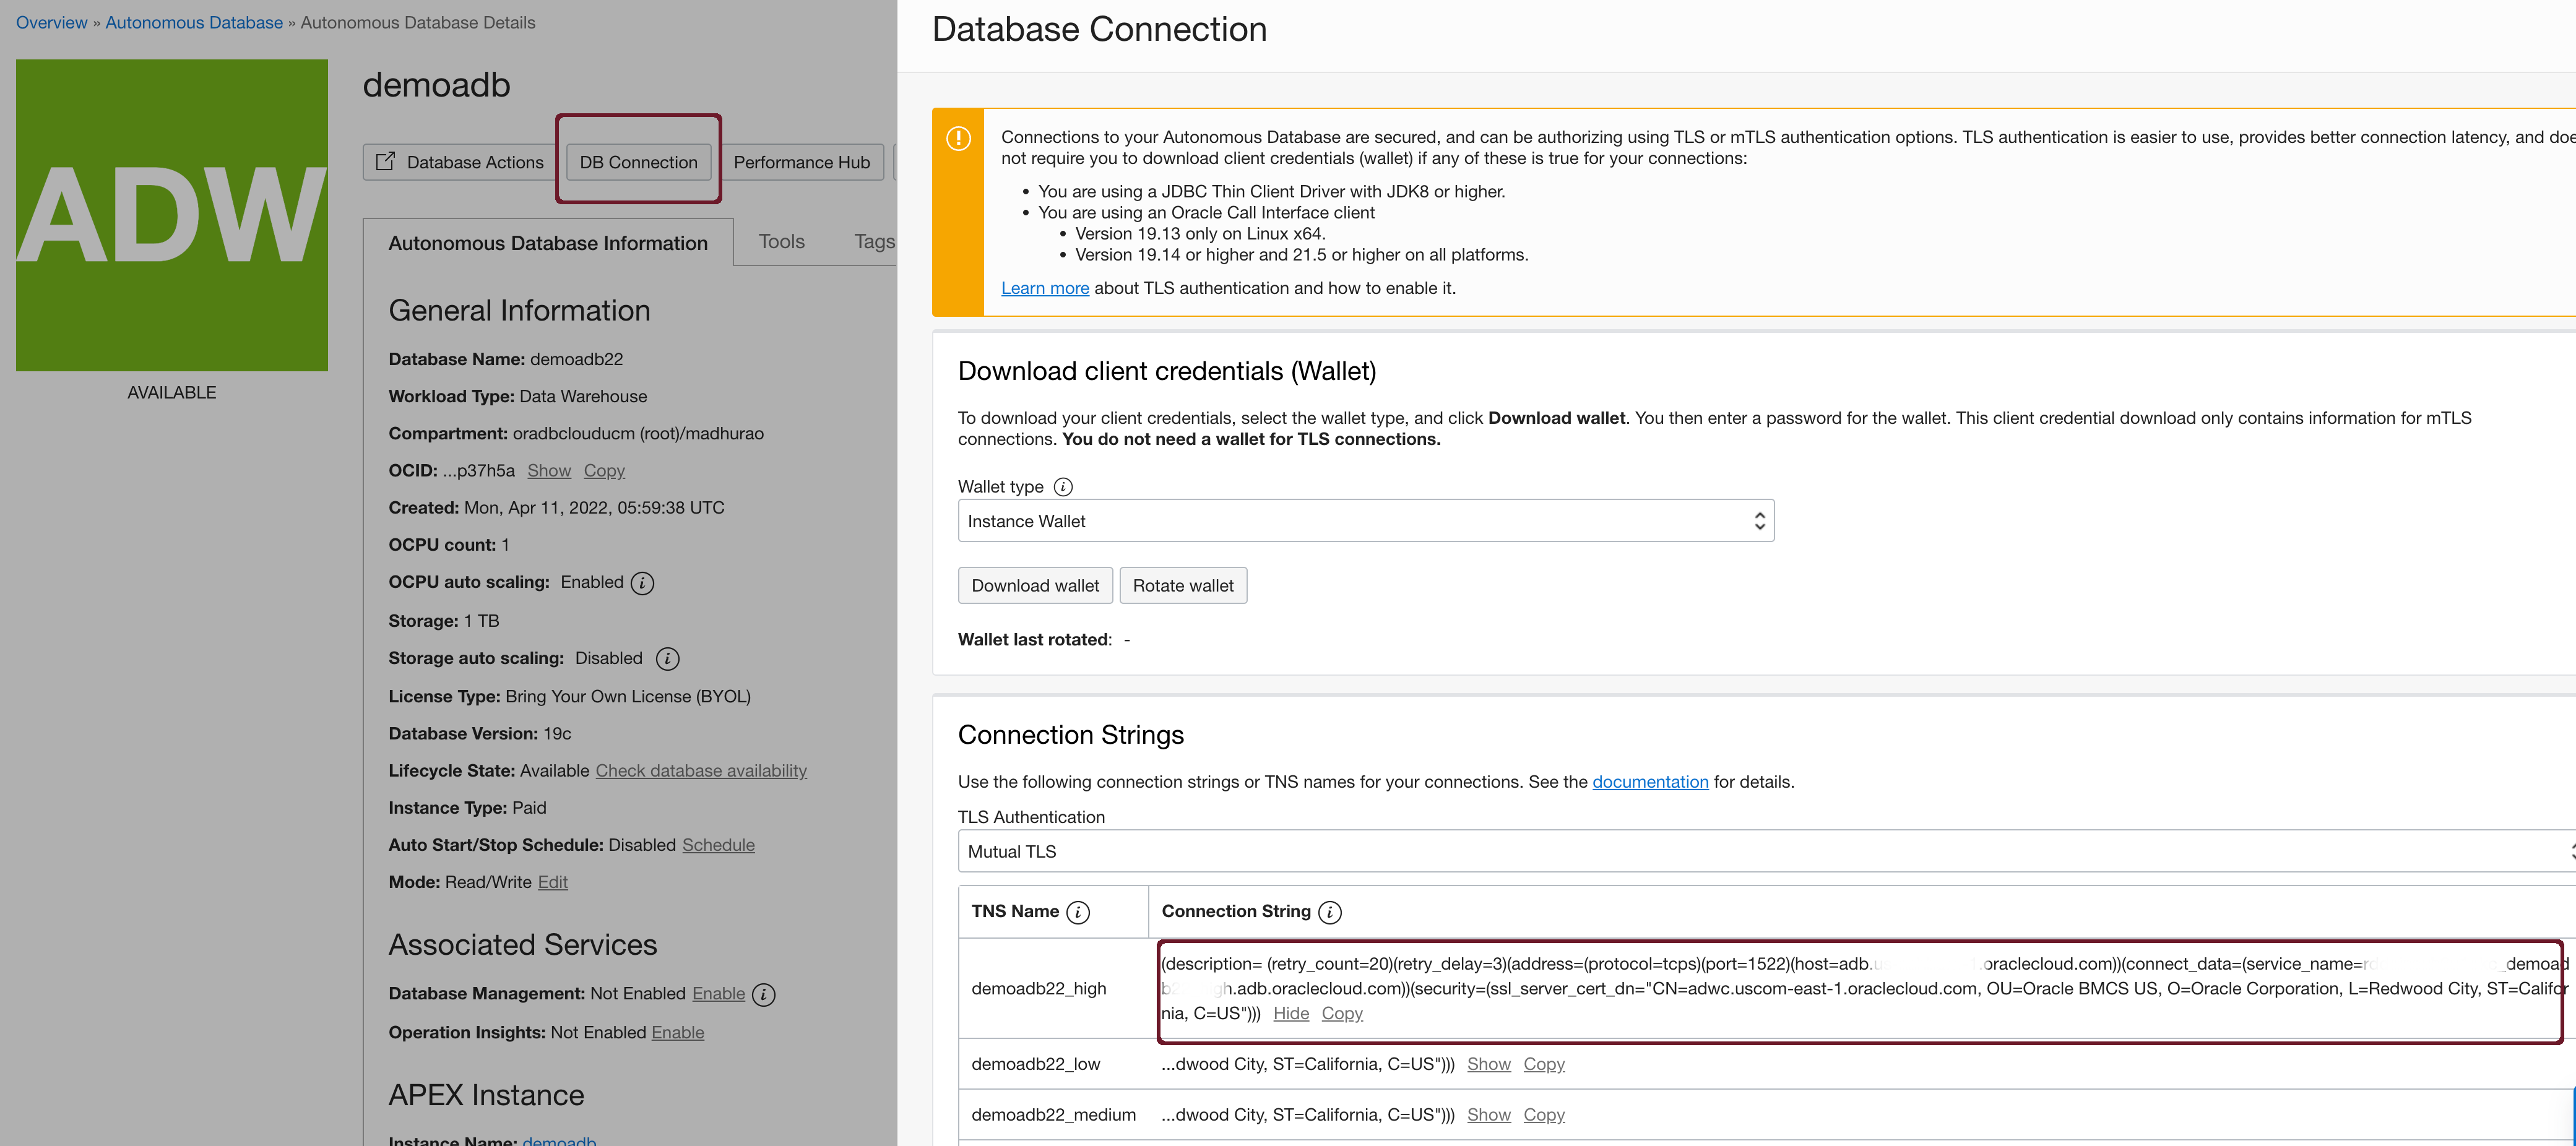 Overview » Autonomous Database » Autonomous Database Details
ADW
AVAILABLE
demoadb
Database Actions
DB Connection
Performance Hub
Autonomous Database Information
Tools
Tags
General Information
Database Name: demoadb22
Workload Type: Data Warehouse
Compartment: oradbclouducm (root)/madhurao
OCID: ...p37h5a Show Copy
Created: Mon, Apr 11, 2022, 05:59:38 UTC
OCPU count: 1
OCPU auto scaling: Enabled
Storage: 1 TB
Storage auto scaling: Disabled
License Type: Bring Your Own License (BYOL)
Database Version: 19c
Lifecycle State: Available Check database availability
Instance Type: Paid
Auto Start/Stop Schedule: Disabled Schedule
Mode: Read/Write Edit
Associated Services
Database Management: Not Enabled Enable
Operation Insights: Not Enabled Enable
APEX Instance
Instance Name: demoadb
Database Connection
Connections to your Autonomous Database are secured, and can be authorizing using TLS or mTLS authentication options. TLS authentication is easier to use, provides better connection latency, and doe
not require you to download client credentials (wallet) if any of these is true for your connections:
• You are using a JDBC Thin Client Driver with JDK8 or higher.
• You are using an Oracle Call Interface client
• Version 19.13 only on Linux x64.
• Version 19.14 or higher and 21.5 or higher on all platforms.
Learn more about TLS authentication and how to enable it.
Download client credentials (Wallet)
To download your client credentials, select the wallet type, and click Download wallet. You then enter a password for the wallet. This client credential download only contains information for mTLS
connections. You do not need a wallet for TLS connections.
Wallet type
Instance Wallet
Download wallet
Rotate wallet
Wallet last rotated: -
Connection Strings
Use the following connection strings or TNS names for your connections. See the documentation for details.
TLS Authentication
Mutual TLS
TNS Name
Connection String
demoadb22_high
(description= (retry_count=20)(retry_delay=3)(address=(protocol=tcps)(port=1522)(host=adb. .oraclecloud.com))(connect_data=(service_name= _demoad
.adb.oraclecloud.com))(security=(ssl_server_cert_dn="CN=adwc.uscom-east-1.oraclecloud.com, OU=Oracle BMCS US, O=Oracle Corporation, L=Redwood City, ST=Califor
nia, C=US"))) Hide Copy
demoadb22_low
...dwood City, ST=California, C=US"))) Show Copy
demoadb22_medium
...dwood City, ST=California, C=US"))) Show Copy